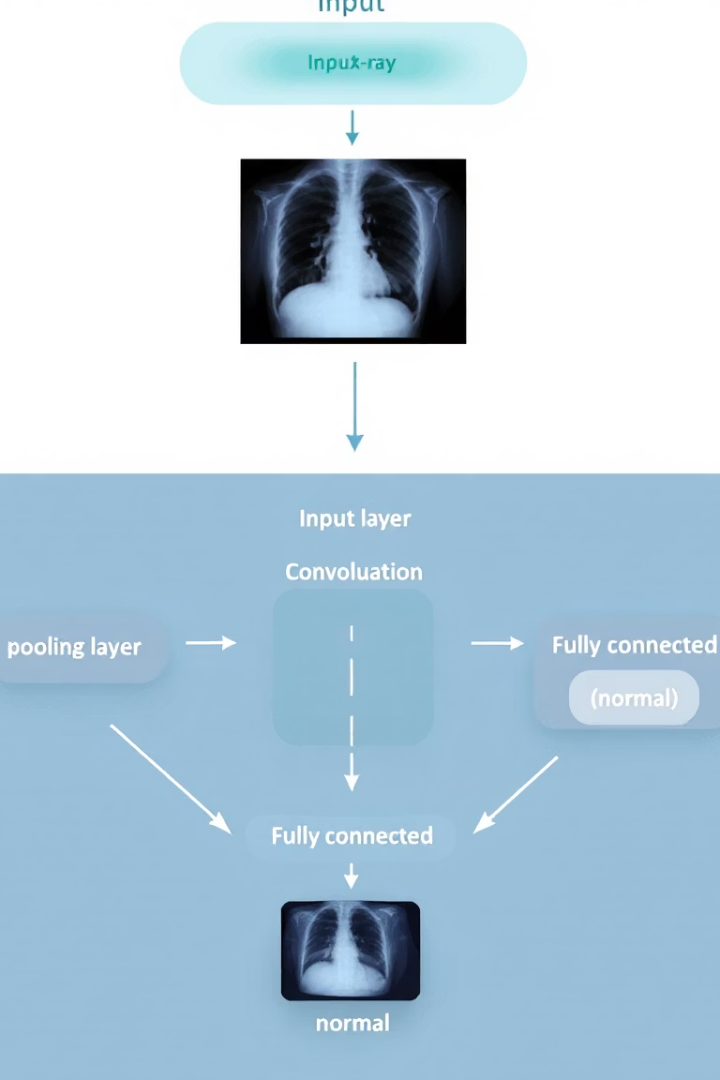 Input
Inpux-ray
Input layer
Convoluation
pooling layer
Fully connected
(normal)
Fully connected
normal